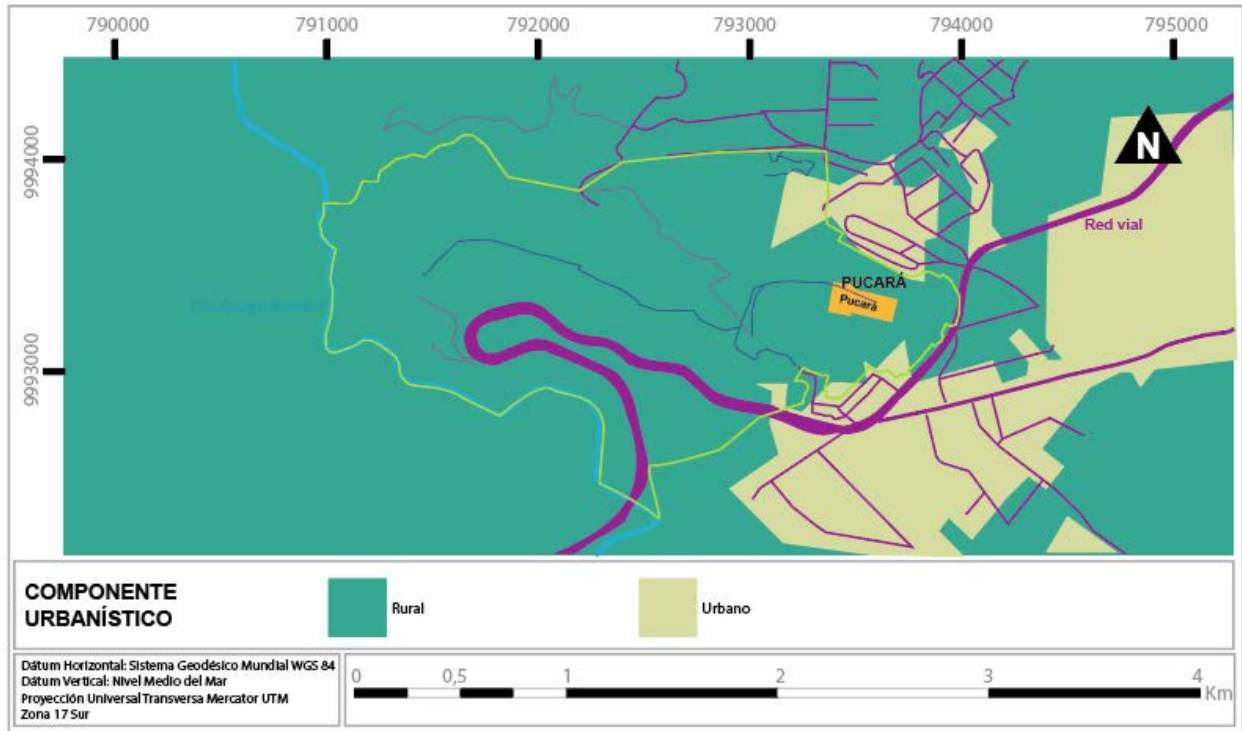 790000 791000 792000 793000 794000 795000
9994000
9993000
N
Red vial
PUCARÁ
Pucará
COMPONENTE
URBANÍSTICO
Rural
Urbano
Dátum Horizontal: Sistema Geodésico Mundial WGS 84
Dátum Vertical: Nivel Medio del Mar
Proyección Universal Transversa Mercator UTM
Zona 17 Sur
0 0,5 1 2 3 4
Km